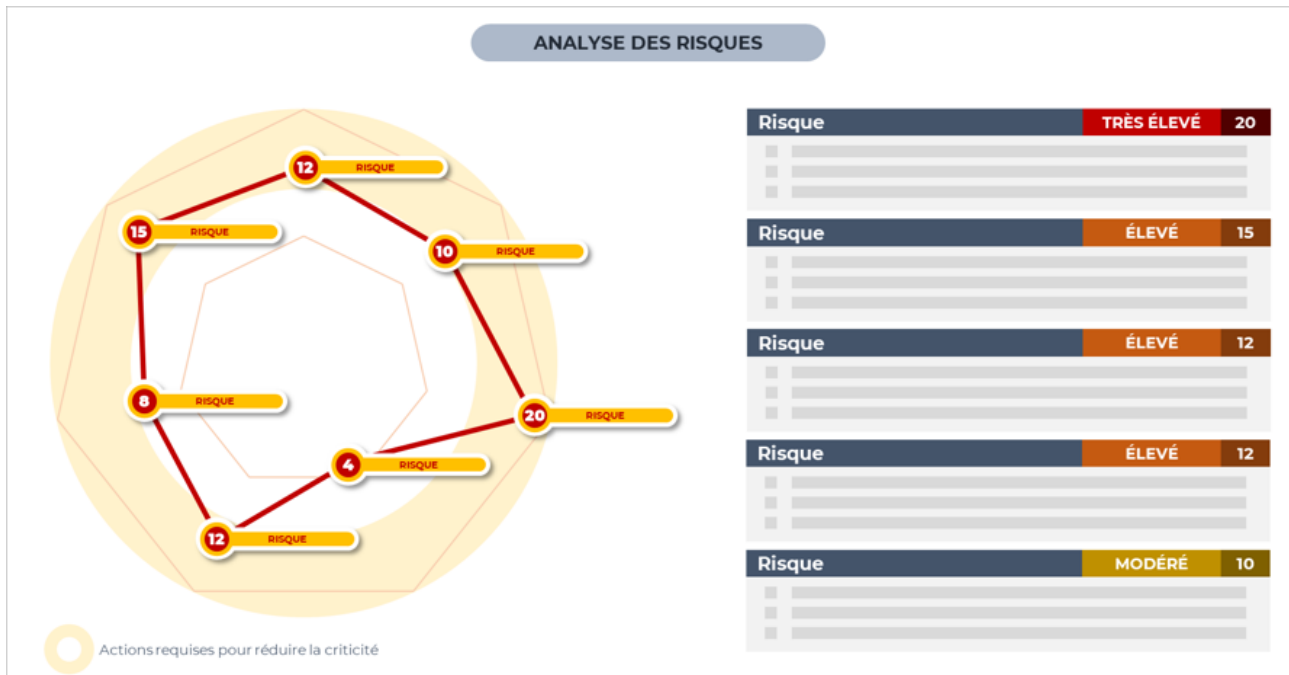 ANALYSE DES RISQUES
12 RISQUE
15 RISQUE
10 RISQUE
8 RISQUE
20 RISQUE
4 RISQUE
12 RISQUE
Actions requises pour réduire la criticité
Risque TRÈS ÉLEVÉ 20
Risque ÉLEVÉ 15
Risque ÉLEVÉ 12
Risque ÉLEVÉ 12
Risque MODÉRÉ 10